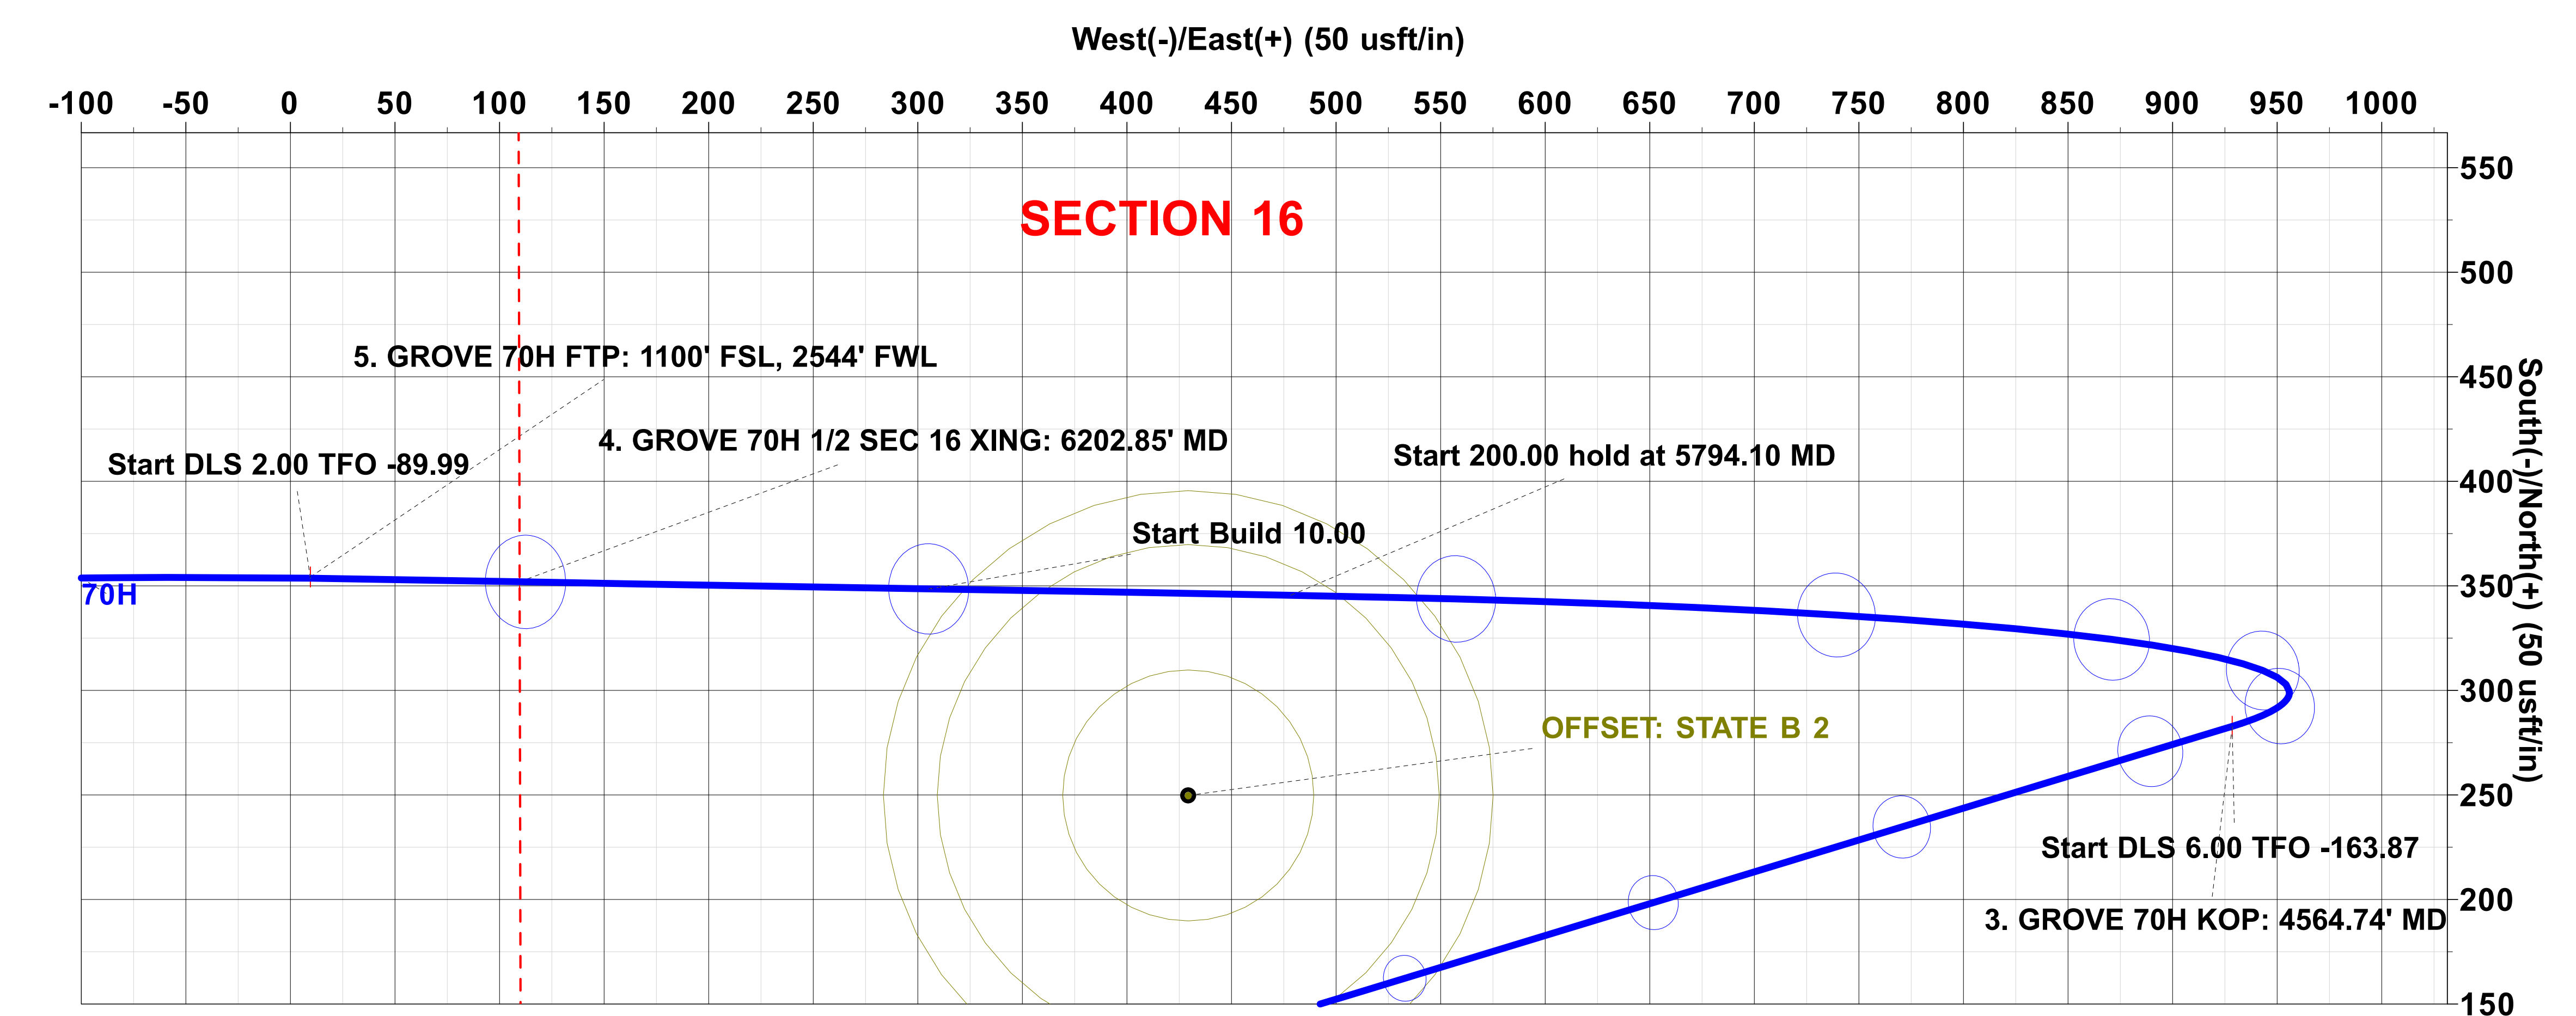 West(-)/East(+) (50 usft/in)
-100 -50 0 50 100 150 200 250 300 350 400 450 500 550 600 650 700 750 800 850 900 950 1000
550
SECTION 16
500
5. GROVE 70H FTP: 1100' FSL, 2544' FWL
450
4. GROVE 70H 1/2 SEC 16 XING: 6202.85' MD
Start DLS 2.00 TFO -89.99
Start 200.00 hold at 5794.10 MD
400
Start Build 10.00
South(-)/North(+) (50 usft/in)
350
70H
300
OFFSET: STATE B 2
250
Start DLS 6.00 TFO -163.87
200
3. GROVE 70H KOP: 4564.74' MD
150